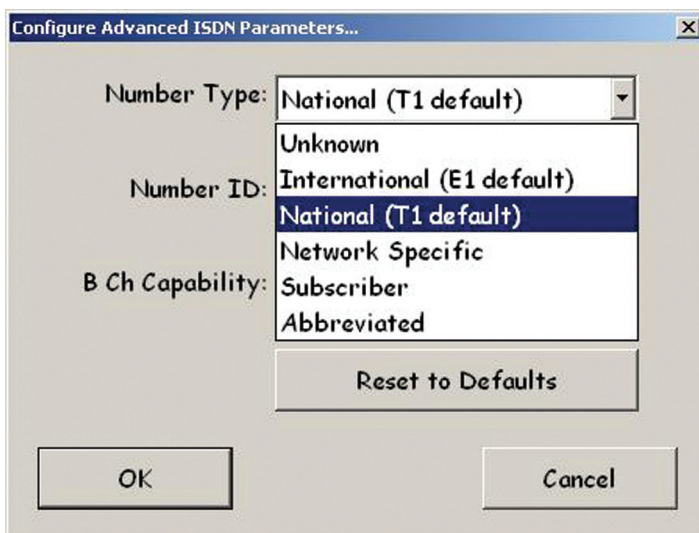 Configure Advanced ISDN Parameters...
Number Type: National (T1 default)
Unknown
Number ID: International (E1 default)
National (T1 default)
Network Specific
B Ch Capability: Subscriber
Abbreviated
Reset to Defaults
OK Cancel